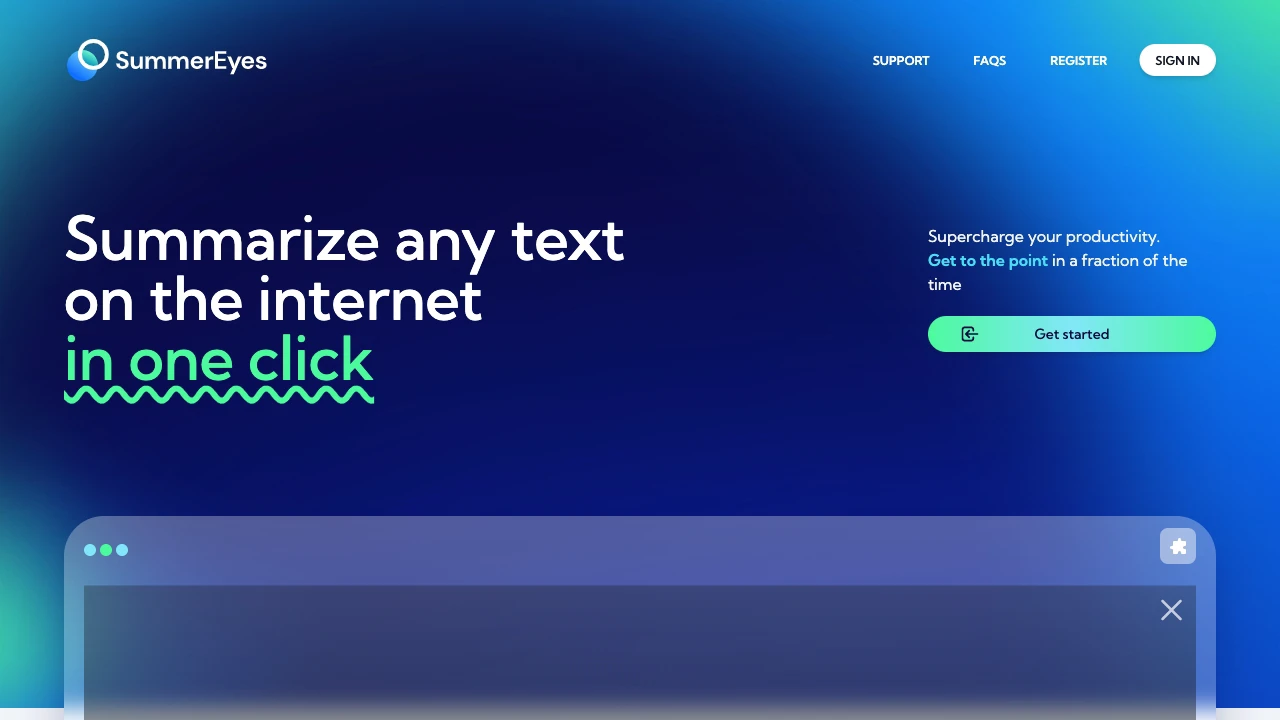 SummerEyes
SUPPORT
FAQS
REGISTER
SIGN IN
Summarize any text
on the internet
in one click
Supercharge your productivity.
Get to the point in a fraction of the
time
Get started